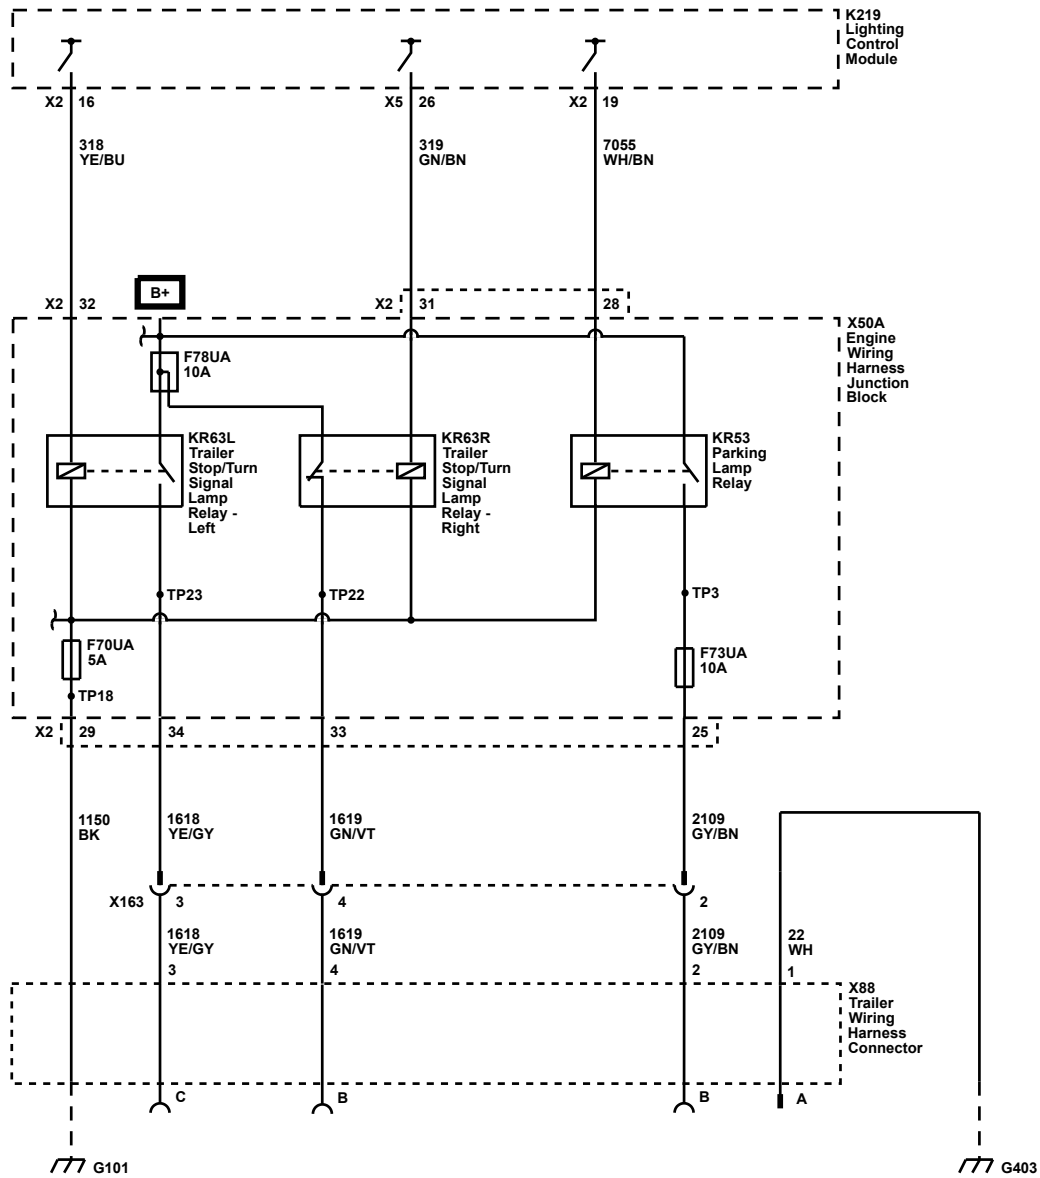 K219
Lighting
Control
Module
X2 16
X5 26
X2 19
318
YE/BU
319
GN/BN
7055
WH/BN
B+
X2 32
X2 31
28
X50A
Engine
Wiring
Harness
Junction
Block
F78UA
10A
KR63L
Trailer
Stop/Turn
Signal
Lamp
Relay -
Left
KR63R
Trailer
Stop/Turn
Signal
Lamp
Relay -
Right
KR53
Parking
Lamp
Relay
TP23
TP22
TP3
F70UA
5A
F73UA
10A
TP18
X2 29
34
33
25
1150
BK
1618
YE/GY
1619
GN/VT
2109
GY/BN
X163 3
4
2
1618
YE/GY
1619
GN/VT
2109
GY/BN
22
WH
3
4
2
1
X88
Trailer
Wiring
Harness
Connector
C
B
B
A
G101
G403